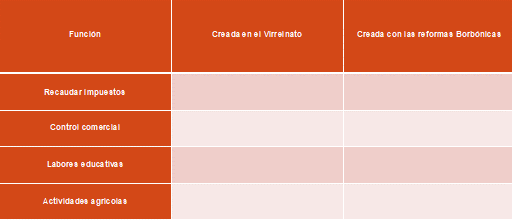 Función
Creada en el Virreinato
Creada con las reformas Borbónicas
Recaudar impuestos
Control comercial
Labores educativas
Actividades agrícolas